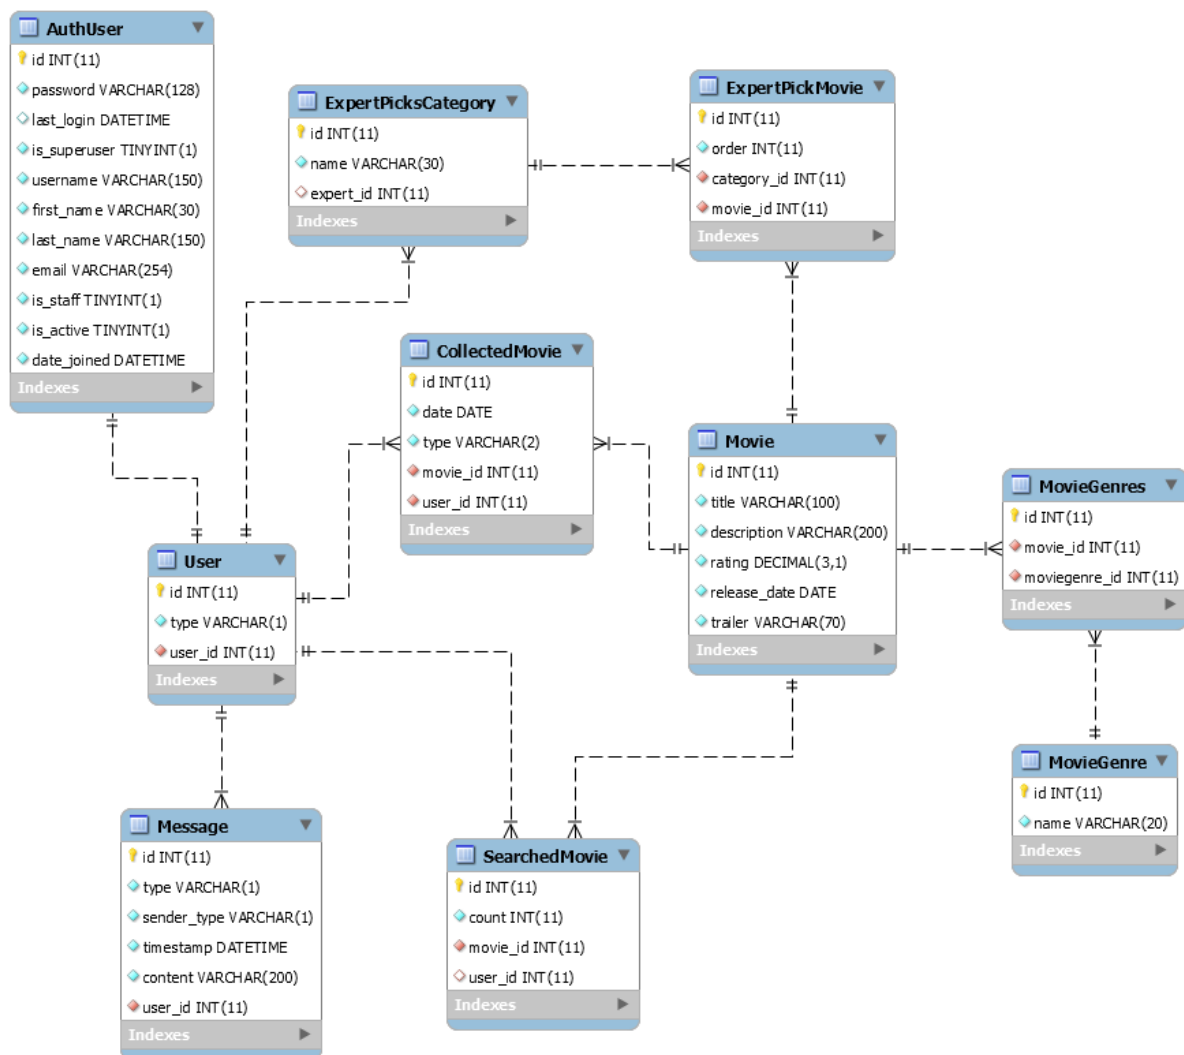 AuthUser
id INT(11)
password VARCHAR(128)
last_login DATETIME
is_superuser TINYINT(1)
username VARCHAR(150)
first_name VARCHAR(30)
last_name VARCHAR(150)
email VARCHAR(254)
is_staff TINYINT(1)
is_active TINYINT(1)
date_joined DATETIME
Indexes
ExpertPicksCategory
id INT(11)
name VARCHAR(30)
expert_id INT(11)
Indexes
ExpertPickMovie
id INT(11)
order INT(11)
category_id INT(11)
movie_id INT(11)
Indexes
CollectedMovie
id INT(11)
date DATE
type VARCHAR(2)
movie_id INT(11)
user_id INT(11)
Indexes
Movie
id INT(11)
title VARCHAR(100)
description VARCHAR(200)
rating DECIMAL(3,1)
release_date DATE
trailer VARCHAR(70)
Indexes
MovieGenres
id INT(11)
movie_id INT(11)
moviegenre_id INT(11)
Indexes
User
id INT(11)
type VARCHAR(1)
user_id INT(11)
Indexes
MovieGenre
id INT(11)
name VARCHAR(20)
Indexes
Message
id INT(11)
type VARCHAR(1)
sender_type VARCHAR(1)
timestamp DATETIME
content VARCHAR(200)
user_id INT(11)
Indexes
SearchedMovie
id INT(11)
count INT(11)
movie_id INT(11)
user_id INT(11)
Indexes